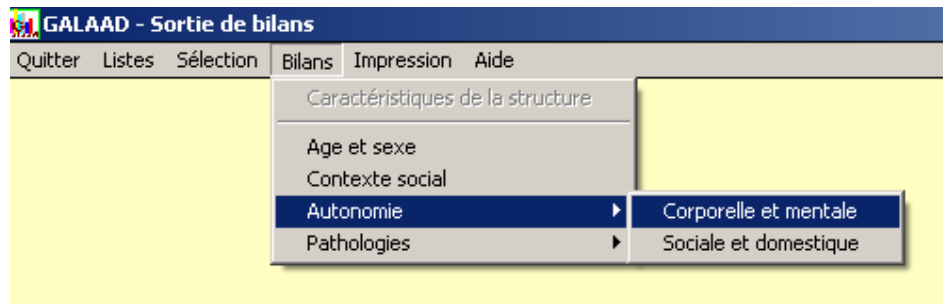 GALAAD - Sortie de bilans
Quitter Listes Sélection Bilans Impression Aide
Caractéristiques de la structure
Age et sexe
Contexte social
Autonomie
Corporelle et mentale
Pathologies
Sociale et domestique